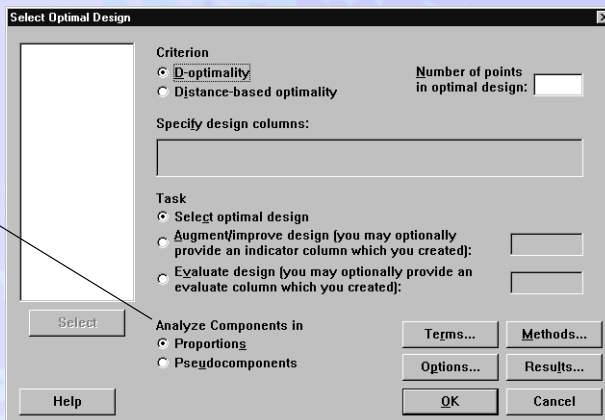 Select Optimal Design
Criterion
D-optimality
Distance-based optimality
Number of points
in optimal design:
Specify design columns:
Task
Select optimal design
Augment/improve design (you may optionally
provide an indicator column which you created):
Evaluate design (you may optionally provide an
evaluate column which you created):
Select
Analyze Components in
Proportions
Pseudocomponents
Terms...
Methods...
Options...
Results...
Help
OK
Cancel